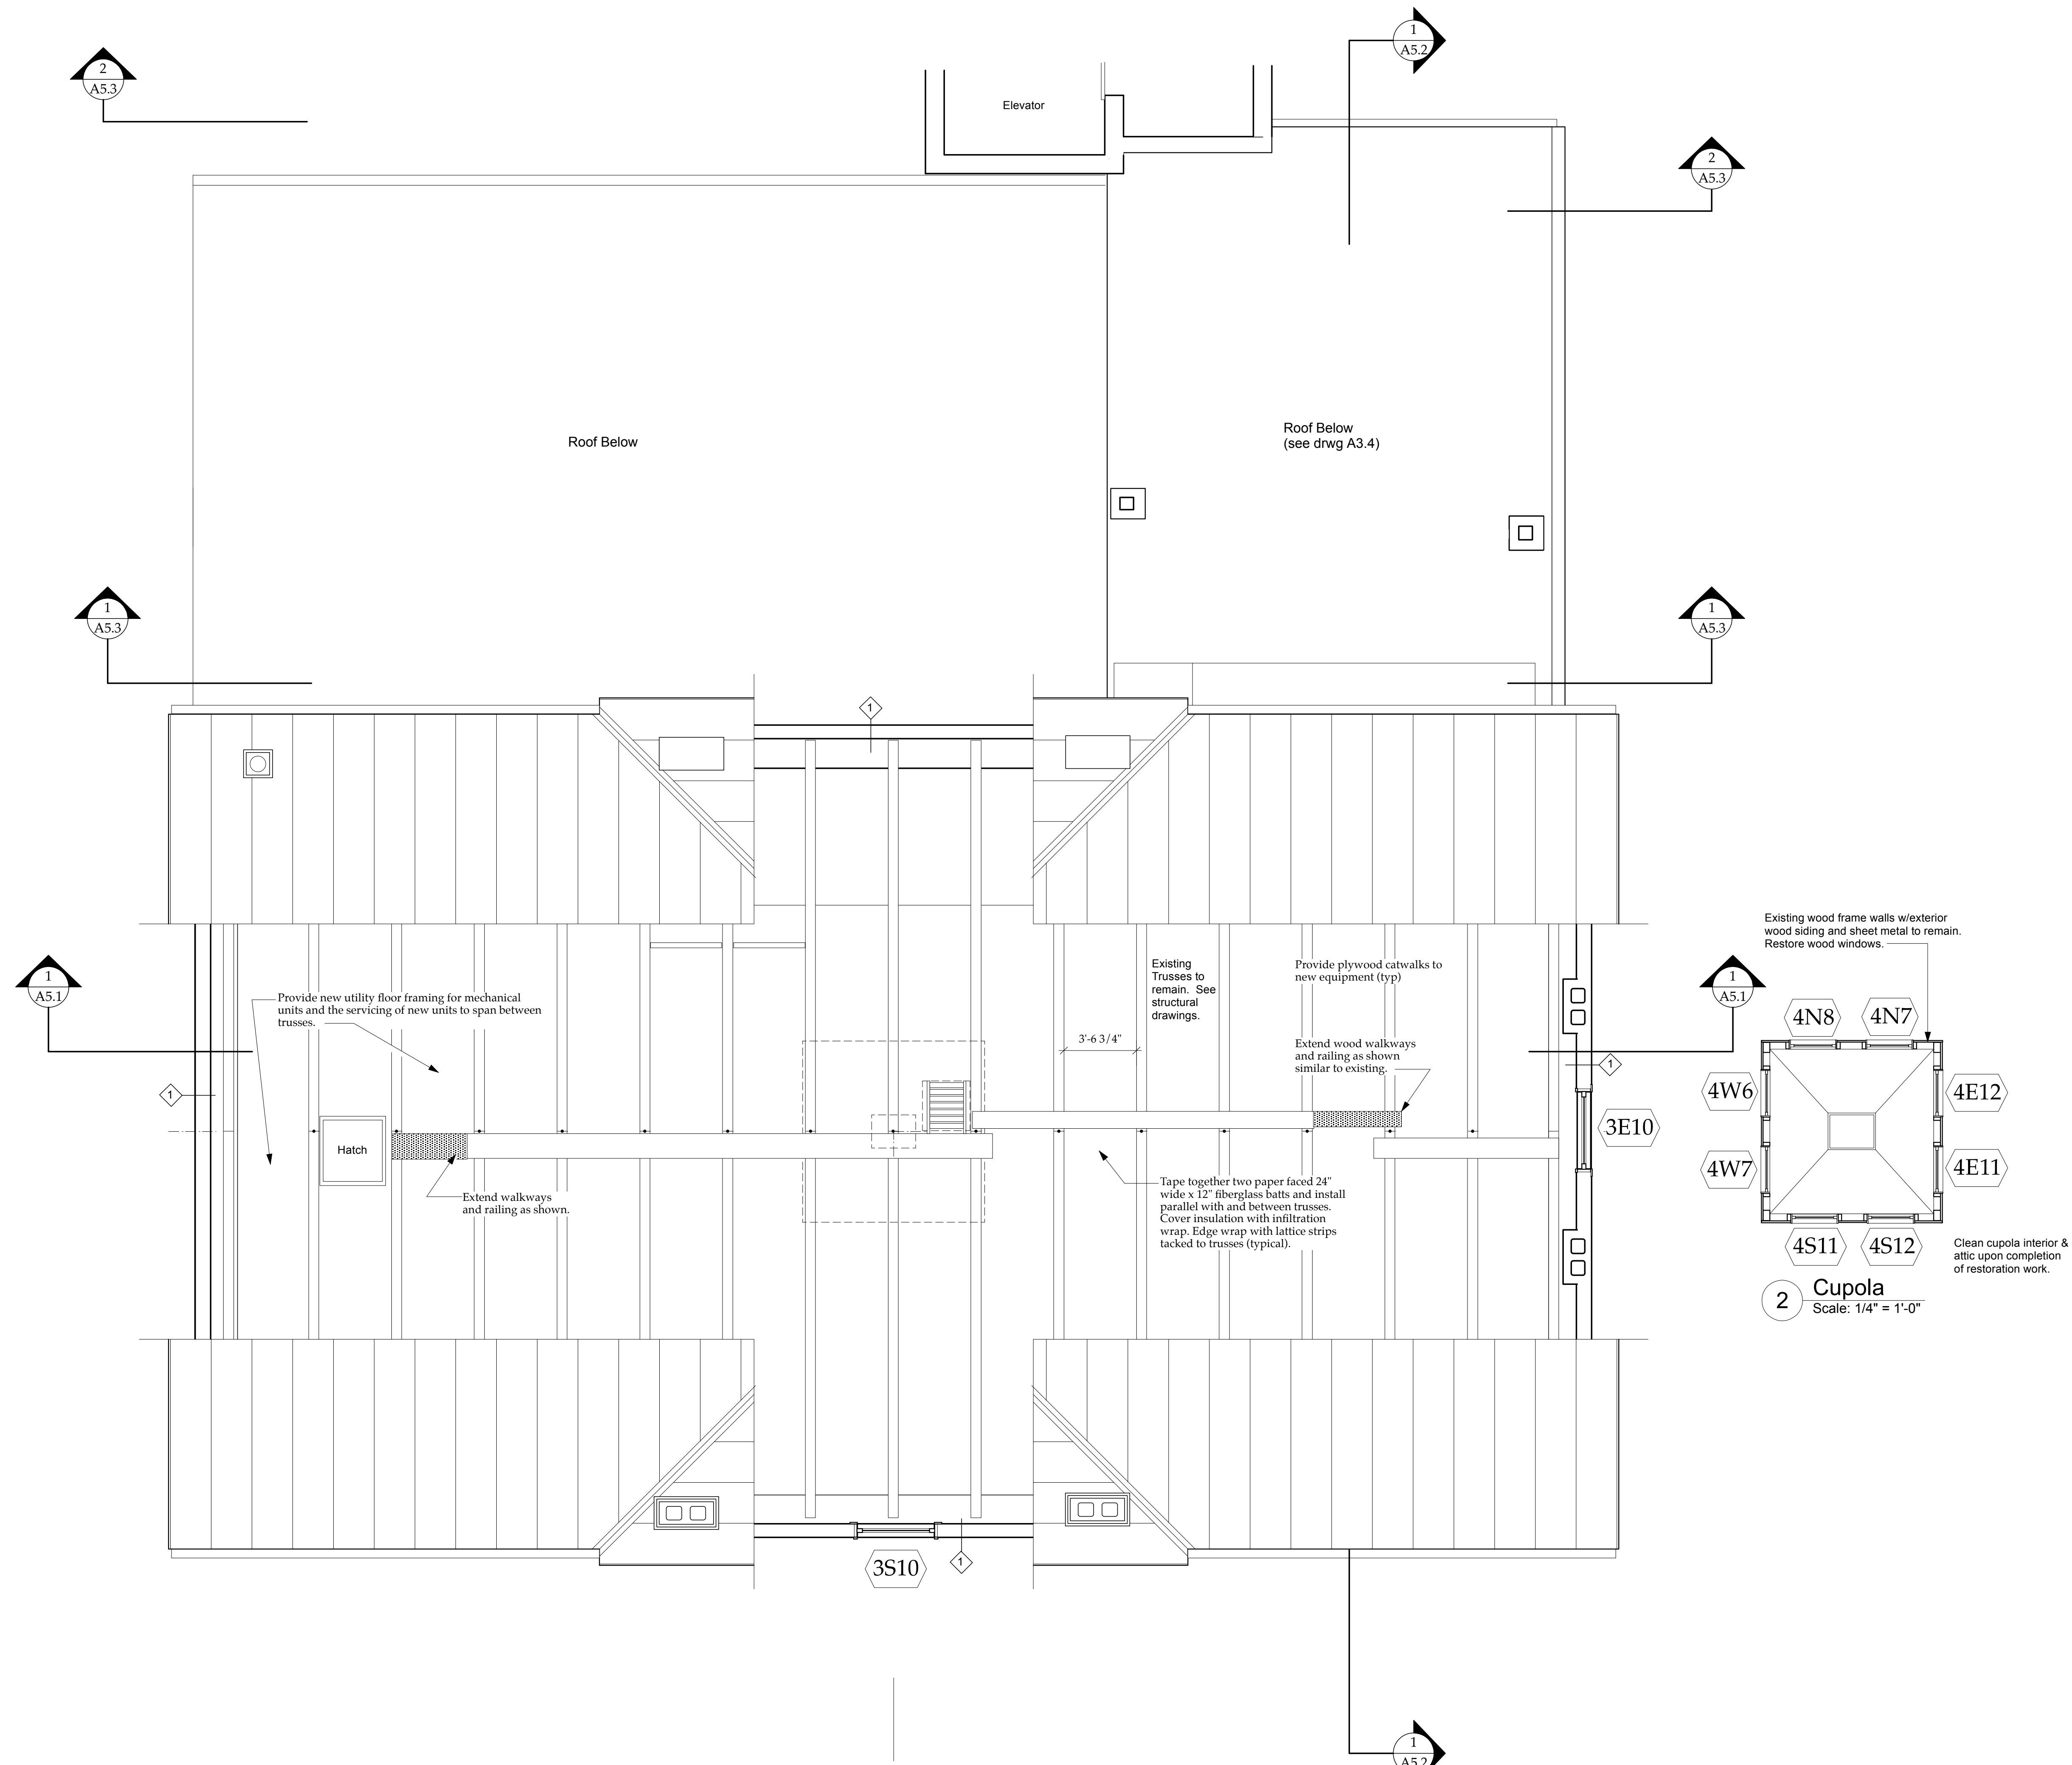 1
A5.2
2
A5.3
Elevator
2
A5.3
Roof Below
Roof Below
(see drwg A3.4)
1
A5.3
1
A5.3
1
Existing wood frame walls w/exterior
wood siding and sheet metal to remain.
Restore wood windows.
1
A5.1
Provide new utility floor framing for mechanical
units and the servicing of new units to span between
trusses.
Existing
Trusses to
remain. See
structural
drawings.
Provide plywood catwalks to
new equipment (typ)
3'-6 3/4"
Extend wood walkways
and railing as shown
similar to existing.
1
A5.1
1
1
Hatch
Extend walkways
and railing as shown.
Tape together two paper faced 24"
wide x 12" fiberglass batts and install
parallel with and between trusses.
Cover insulation with infiltration
wrap. Edge wrap with lattice strips
tacked to trusses (typical).
3E10
4N8
4N7
4W6
4E12
4W7
4E11
4S11
4S12
Clean cupola interior &
attic upon completion
of restoration work.
2
Cupola
Scale: 1/4" = 1'-0"
3S10
1
1
A5.2